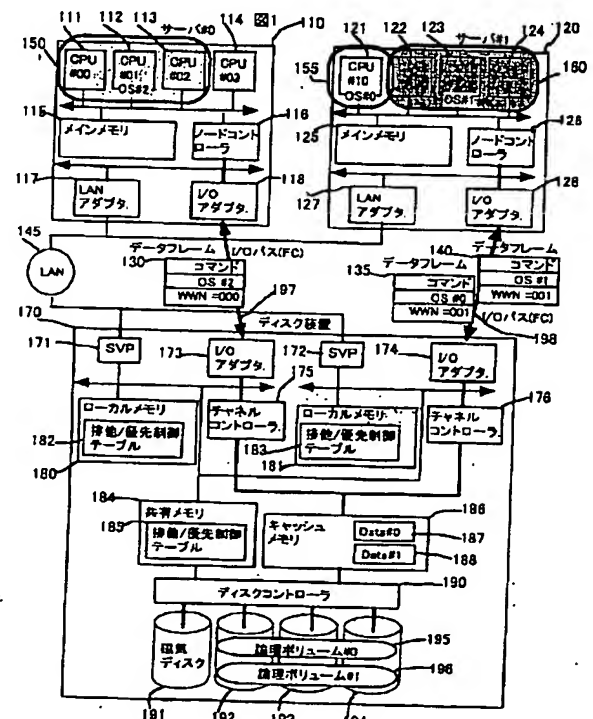 111 112 サーバ#0 113 114 図1 110
150 CPU #00 CPU #01 CPU #02 CPU #03
OS#2
115 メインメモリ
ノードコントローラ 116
117 LANアダプタ
I/Oアダプタ 118
121 122 123 サーバ#1 124 120
155 CPU #10 OS#0
OS#1 160
125 メインメモリ
ノードコントローラ 126
127 LANアダプタ
I/Oアダプタ 128
145 LAN
データフレーム
130
コマンド
OS #2
WWN =000
I/Oパス(FC)
197
データフレーム
135
コマンド
OS #0
WWN =001
データフレーム
140
コマンド
OS #1
WWN =001
I/Oパス(FC)
198
170 ディスク装置
171 SVP
173 I/Oアダプタ.
172 SVP
174 I/Oアダプタ.
175
176
ローカルメモリ
182 排他/優先制御テーブル
180
チャネルコントローラ
ローカルメモリ
183 排他/優先制御テーブル
181
チャネルコントローラ
184
共有メモリ
185 排他/優先制御テーブル
キャッシュメモリ
186
Data#0 187
Data#1 188
190
ディスクコントローラ
磁気ディスク
論理ボリューム#0 195
論理ボリューム#1 196
191 192 193 194